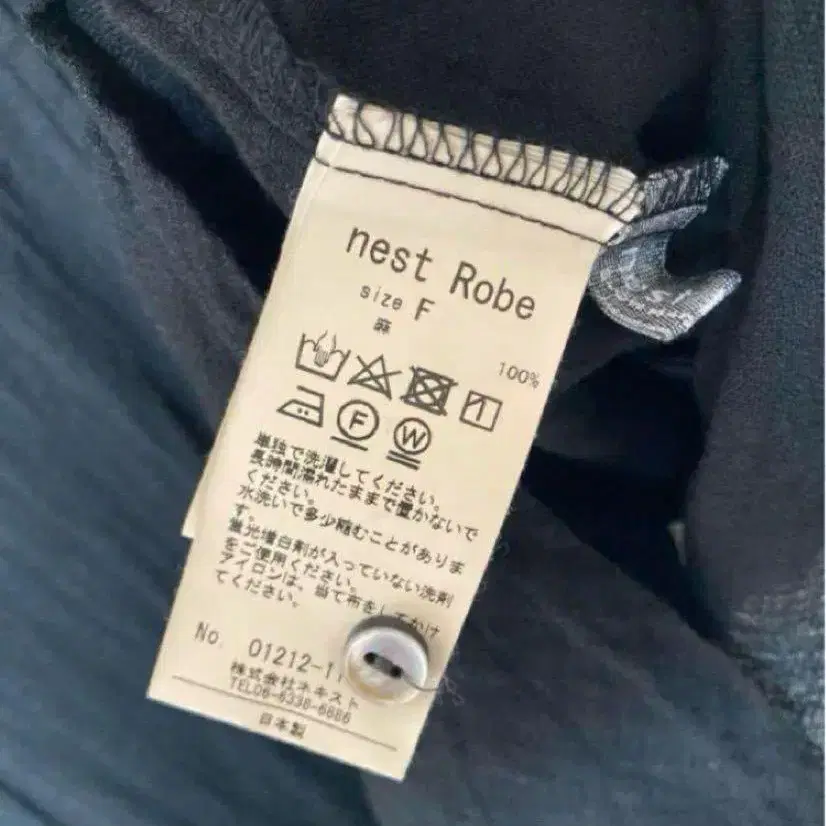 nest Robe
size F
麻 100%
F W
単独で洗濯してください。
長時間濡れたままで置かないで
ください。
水洗いで多少縮むことがありま
す。
蛍光増白剤が入っていない洗剤
をご使用ください。
アイロンは、当て布をしてかけ
てください。
No. 01212-11
株式会社ネキスト
TEL06-6338-6686
日本製